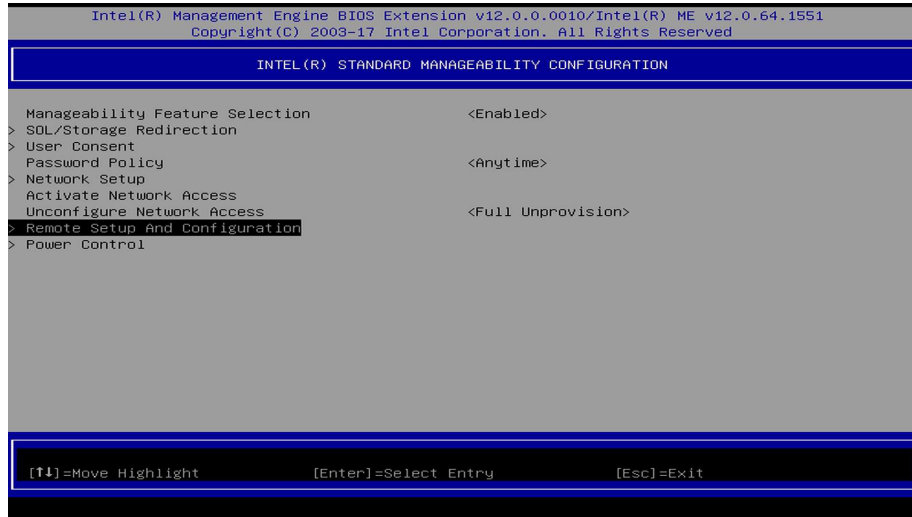 Intel(R) Management Engine BIOS Extension v12.0.0.0010/Intel(R) ME v12.0.64.1551
Copyright(C) 2003-17 Intel Corporation. All Rights Reserved
INTEL(R) STANDARD MANAGEABILITY CONFIGURATION
Manageability Feature Selection <Enabled>
> SOL/Storage Redirection
> User Consent
Password Policy <Anytime>
> Network Setup
Activate Network Access
Unconfigure Network Access <Full Unprovision>
> Remote Setup And Configuration
> Power Control
[↑↓]=Move Highlight [Enter]=Select Entry [Esc]=Exit